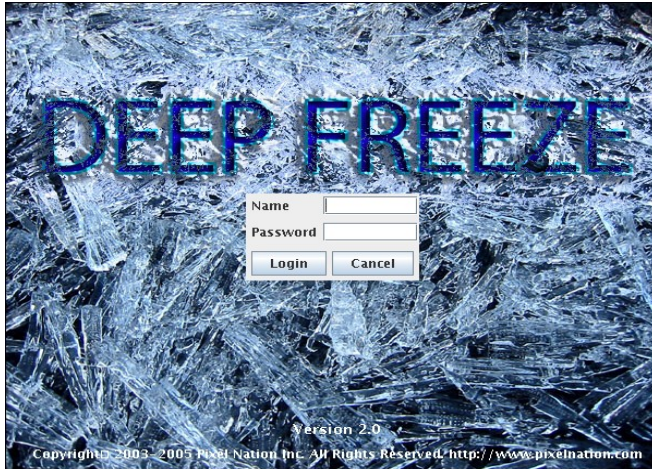 DEEP FREEZE
Name
Password
Login Cancel
Version 2.0
Copyright© 2003-2005 Pixel Nation Inc. All Rights Reserved. http://www.pixelnation.com